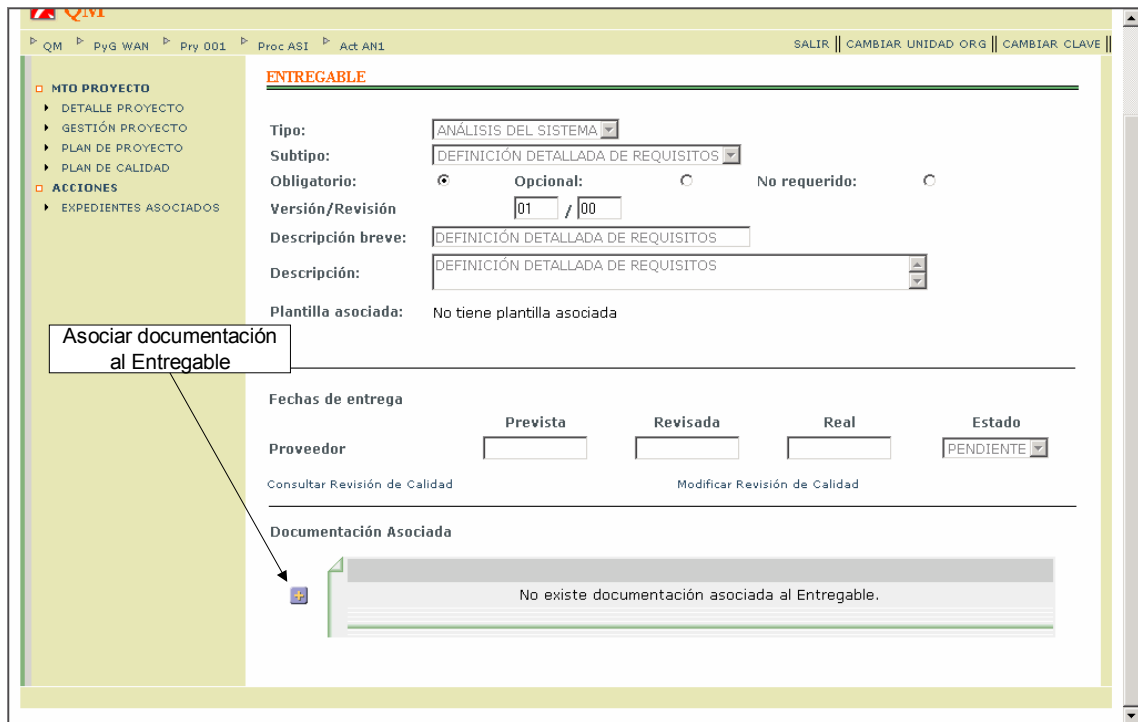 QM
QM PyG WAN Pry 001 Proc ASI Act AN1 SALIR || CAMBIAR UNIDAD ORG || CAMBIAR CLAVE ||
MTO PROYECTO
DETALLE PROYECTO
GESTIÓN PROYECTO
PLAN DE PROYECTO
PLAN DE CALIDAD
ACCIONES
EXPEDIENTES ASOCIADOS
ENTREGABLE
Tipo: ANÁLISIS DEL SISTEMA
Subtipo: DEFINICIÓN DETALLADA DE REQUISITOS
Obligatorio: Opcional: No requerido:
Versión/Revisión 01 / 00
Descripción breve: DEFINICIÓN DETALLADA DE REQUISITOS
Descripción: DEFINICIÓN DETALLADA DE REQUISITOS
Plantilla asociada: No tiene plantilla asociada
Asociar documentación
al Entregable
Fechas de entrega
Prevista Revisada Real Estado
Proveedor PENDIENTE
Consultar Revisión de Calidad Modificar Revisión de Calidad
Documentación Asociada
No existe documentación asociada al Entregable.